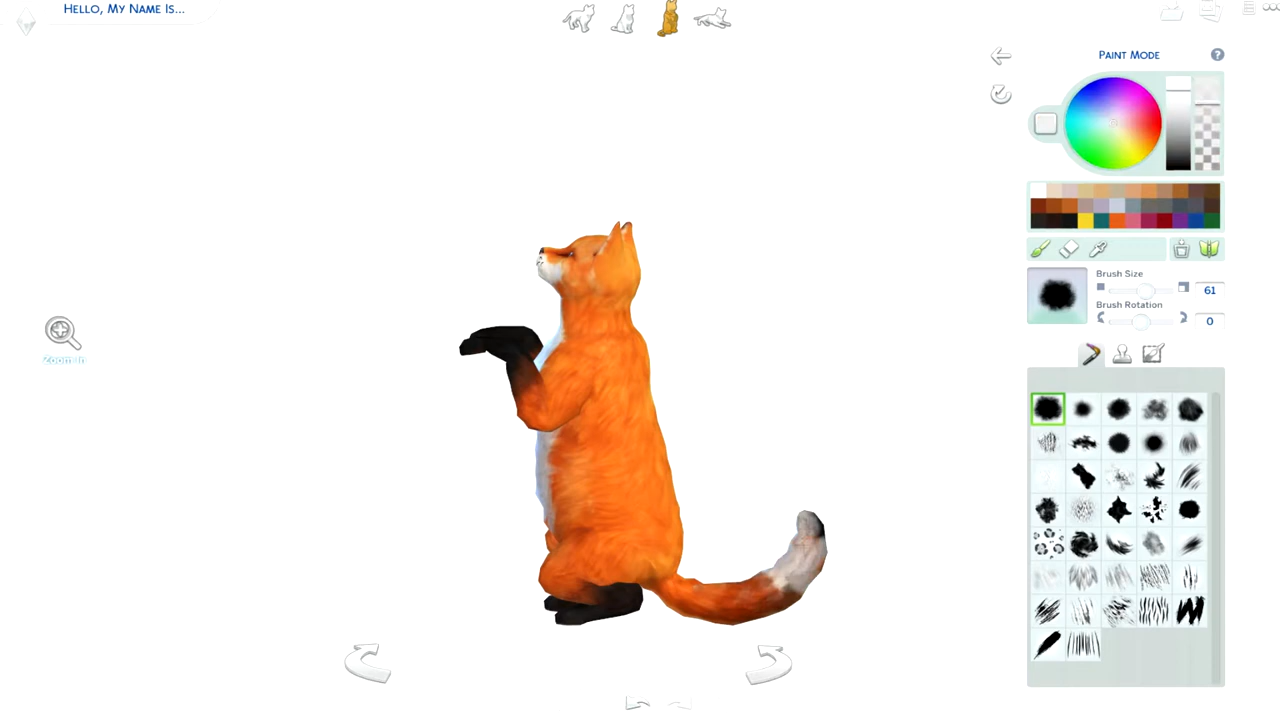 Hello, My Name Is...
Paint Mode
?
Brush Size
61
Brush Rotation
0
Zoom In